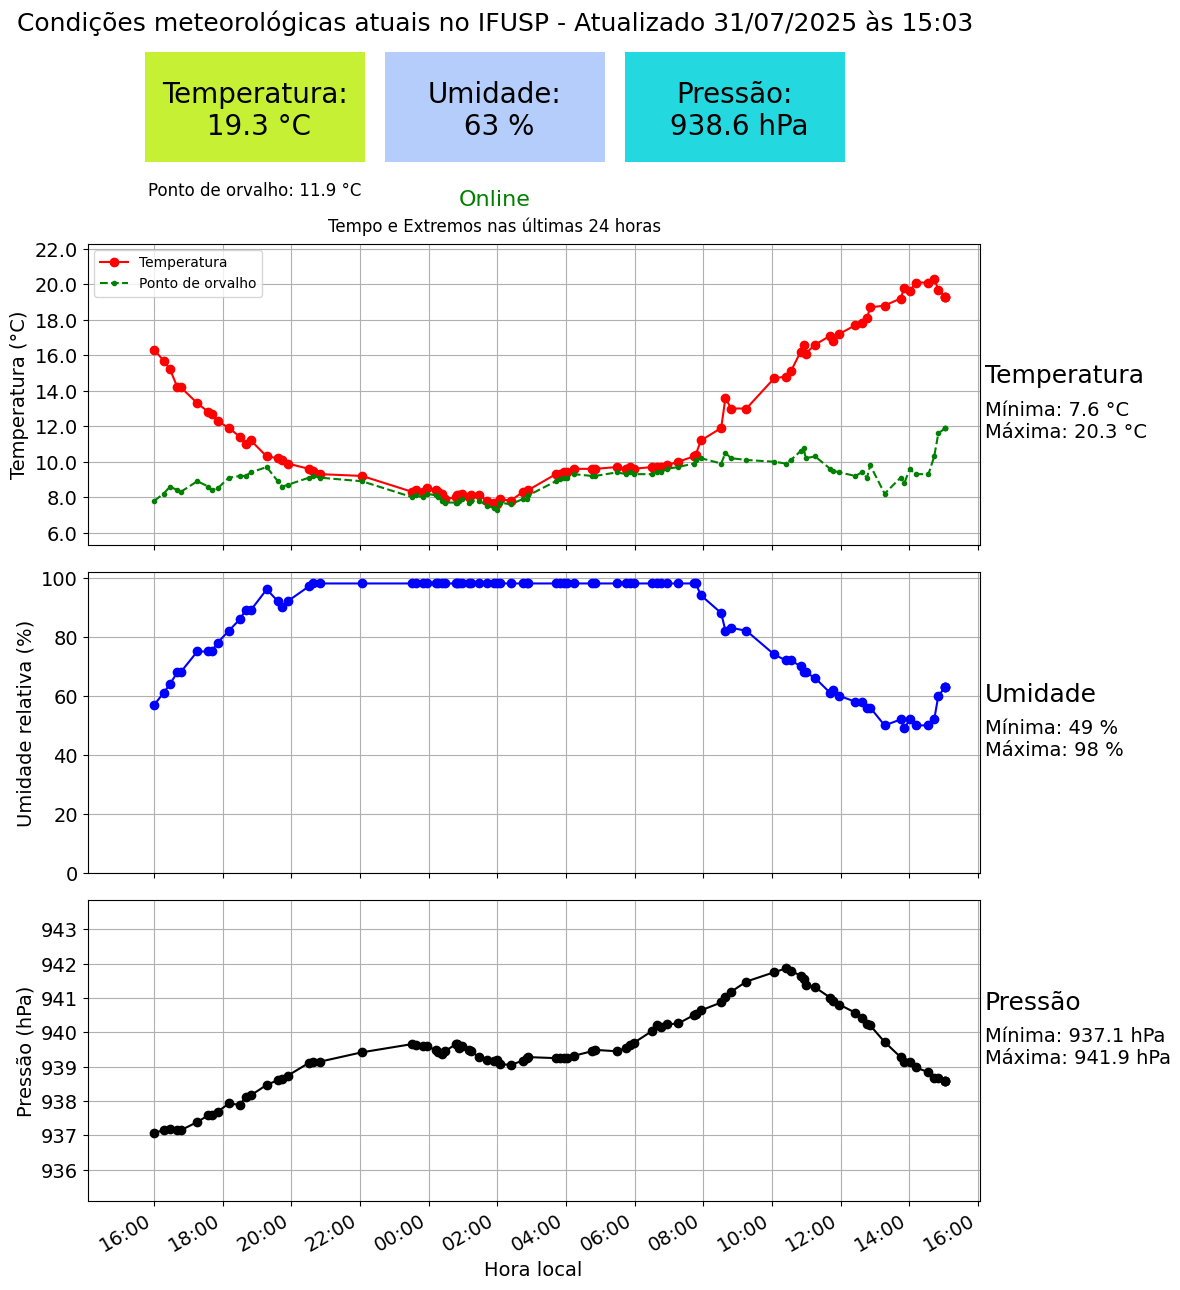 Condições meteorológicas atuais no IFUSP - Atualizado 31/07/2025 às 15:03
Temperatura:
19.3 °C
Umidade:
63 %
Pressão:
938.6 hPa
Ponto de orvalho: 11.9 °C
Online
Tempo e Extremos nas últimas 24 horas
Temperatura (°C)
22.0
20.0
18.0
16.0
14.0
12.0
10.0
8.0
6.0
Temperatura
Ponto de orvalho
Temperatura
Mínima: 7.6 °C
Máxima: 20.3 °C
Umidade relativa (%)
100
80
60
40
20
0
Umidade
Mínima: 49 %
Máxima: 98 %
Pressão (hPa)
943
942
941
940
939
938
937
936
Pressão
Mínima: 937.1 hPa
Máxima: 941.9 hPa
16:00
18:00
20:00
22:00
00:00
02:00
04:00
06:00
08:00
10:00
12:00
14:00
16:00
Hora local